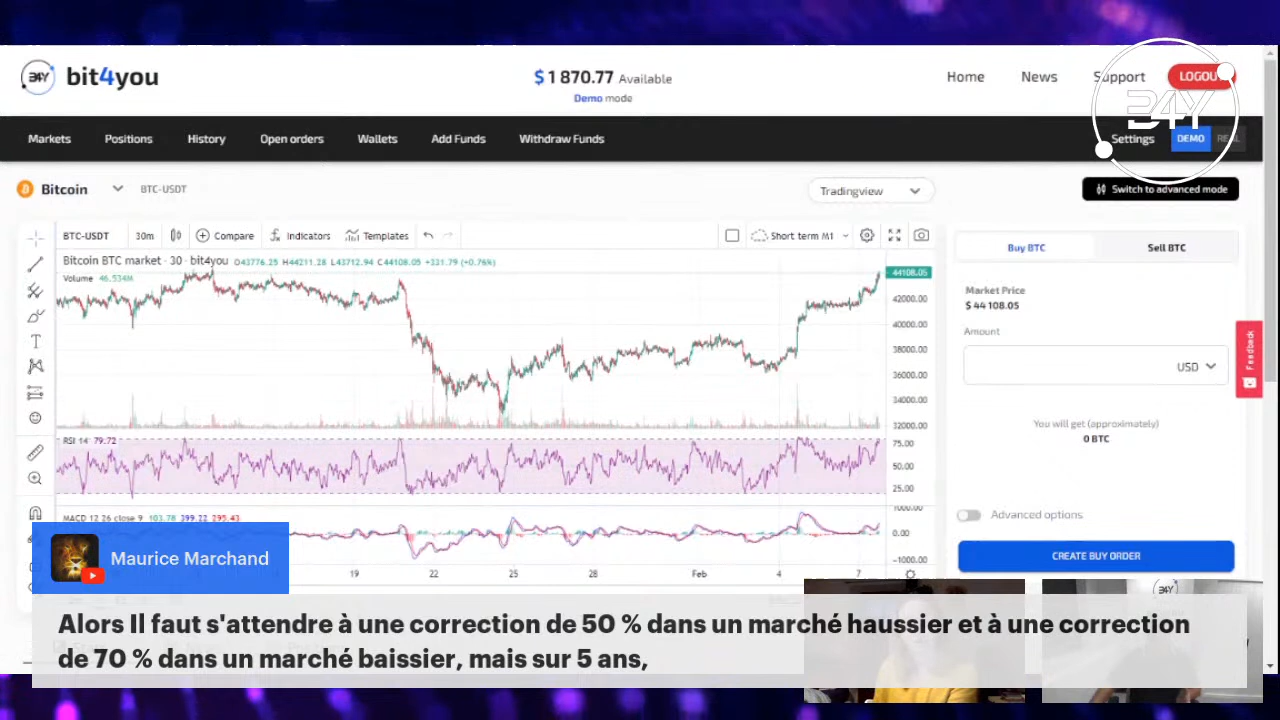 B4Y bit4you
$ 1 870.77 Available
Demo mode
Home News Support LOGOUT
B4Y
Markets Positions History Open orders Wallets Add Funds Withdraw Funds Settings DEMO REAL
Bitcoin BTC-USDT
Tradingview
Switch to advanced mode
BTC-USDT 30m Compare Indicators Templates Short term M1
Bitcoin BTC market · 30 · bit4you O43776.25 H44211.28 L43712.94 C44108.05 +331.79 (+0.76%)
Volume 46.534M
44108.05
42000.00
40000.00
38000.00
36000.00
34000.00
32000.00
RSI 14 79.72
75.00
50.00
25.00
MACD 12 26 close 9 103.78 399.22 295.43
1000.00
0.00
-1000.00
19 22 25 28 Feb 4 7
Buy BTC Sell BTC
Market Price
$ 44 108.05
Amount
USD
You will get (approximately)
0 BTC
Advanced options
CREATE BUY ORDER
Feedback
B4Y
Maurice Marchand
Alors Il faut s'attendre à une correction de 50 % dans un marché haussier et à une correction
de 70 % dans un marché baissier, mais sur 5 ans,